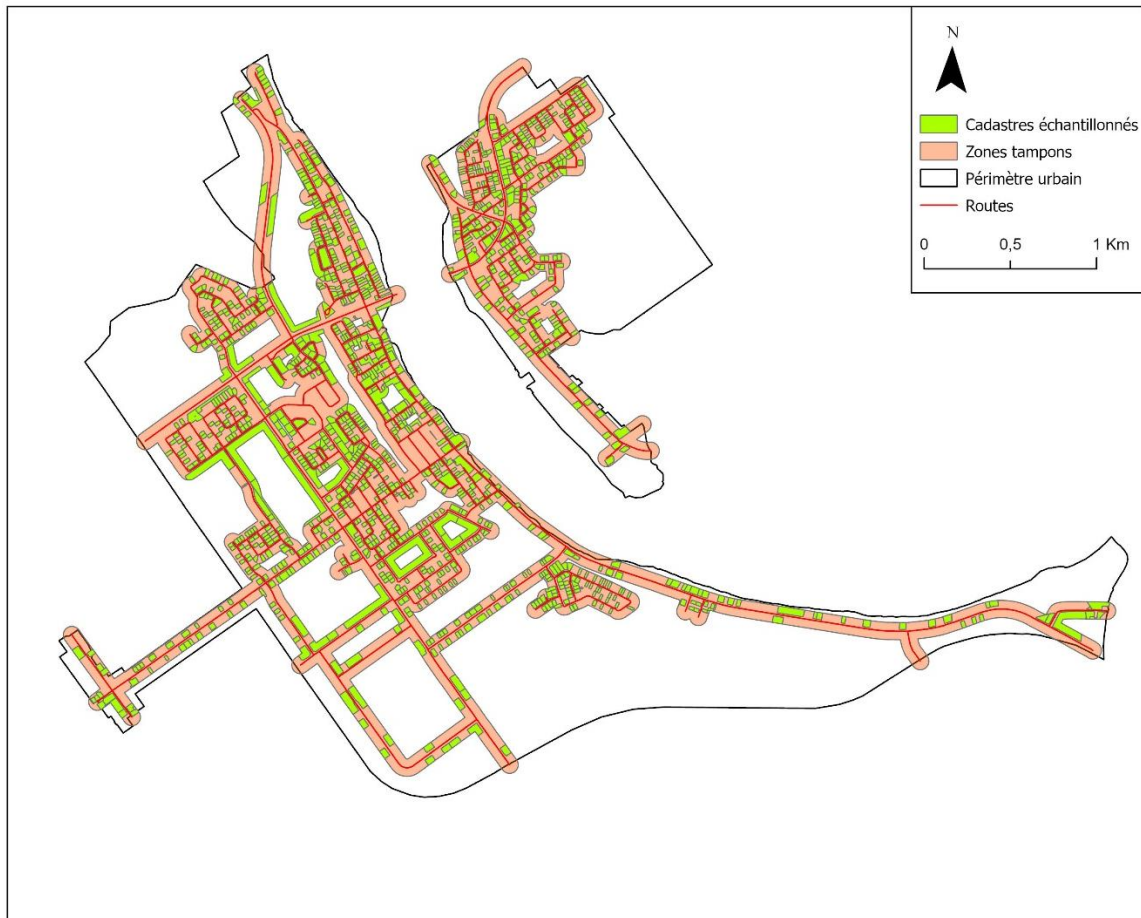 N
Cadastres échantillonnés
Zones tampons
Périmètre urbain
Routes
0 0,5 1 Km